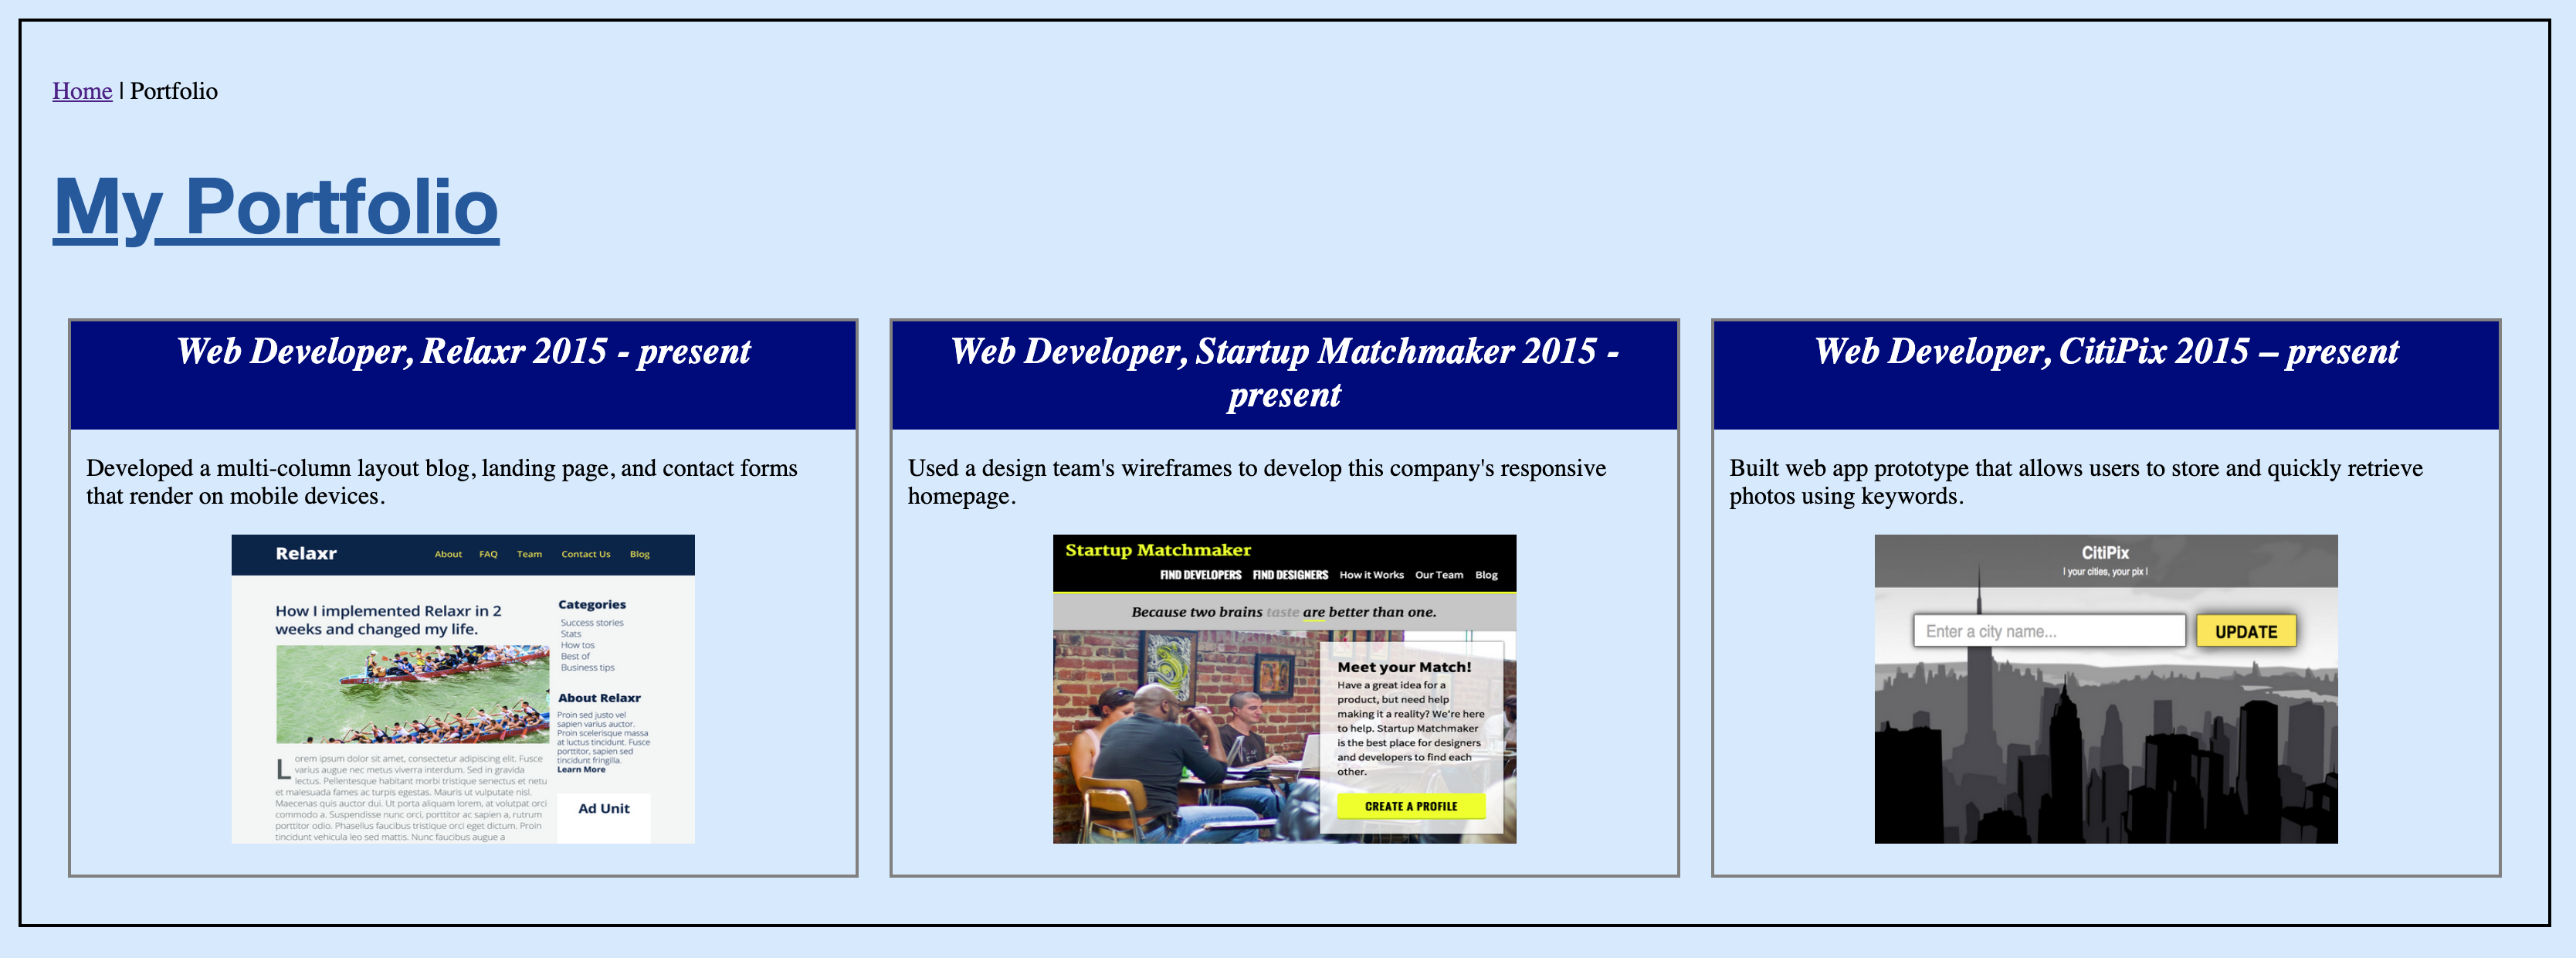 Home | Portfolio
My Portfolio
Web Developer, Relaxr 2015 - present
Developed a multi-column layout blog, landing page, and contact forms
that render on mobile devices.
Relaxr
About FAQ Team Contact Us Blog
How I implemented Relaxr in 2
weeks and changed my life.
Lorem ipsum dolor sit amet, consectetur adipiscing elit. Fusce
varius augue nec metus viverra interdum. Sed in gravida
lectus. Pellentesque habitant morbi tristique senectus et netu
et malesuada fames ac turpis egestas. Mauris ut vulputate nisl.
Maecenas quis auctor dui. Ut porta aliquam lorem, at volutpat orci
commodo a. Suspendisse nunc orci, porttitor ac sapien a, rutrum
porttitor odio. Phasellus faucibus tristique orci eget dictum. Proin
tincidunt vehicula leo sed mattis. Nunc faucibus augue a
Categories
Success stories
Stats
How tos
Best of
Business tips
About Relaxr
Proin sed justo vel
sapien varius auctor.
Proin scelerisque massa
at luctus tincidunt. Fusce
porttitor, sapien sed
tincidunt fringilla.
Learn More
Ad Unit
Web Developer, Startup Matchmaker 2015 -
present
Used a design team's wireframes to develop this company's responsive
homepage.
Startup Matchmaker
FIND DEVELOPERS FIND DESIGNERS How it Works Our Team Blog
Because two brains taste are better than one.
Meet your Match!
Have a great idea for a
product, but need help
making it a reality? We're here
to help. Startup Matchmaker
is the best place for designers
and developers to find each
other.
CREATE A PROFILE
Web Developer, CitiPix 2015 – present
Built web app prototype that allows users to store and quickly retrieve
photos using keywords.
CitiPix
| your cities, your pix |
Enter a city name...
UPDATE